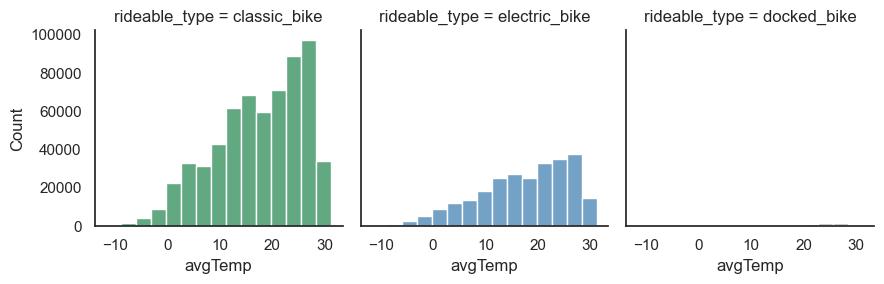 rideable_type = classic_bike
rideable_type = electric_bike
rideable_type = docked_bike
100000
80000
60000
40000
20000
0
Count
−10 0 10 20 30
−10 0 10 20 30
−10 0 10 20 30
avgTemp
avgTemp
avgTemp